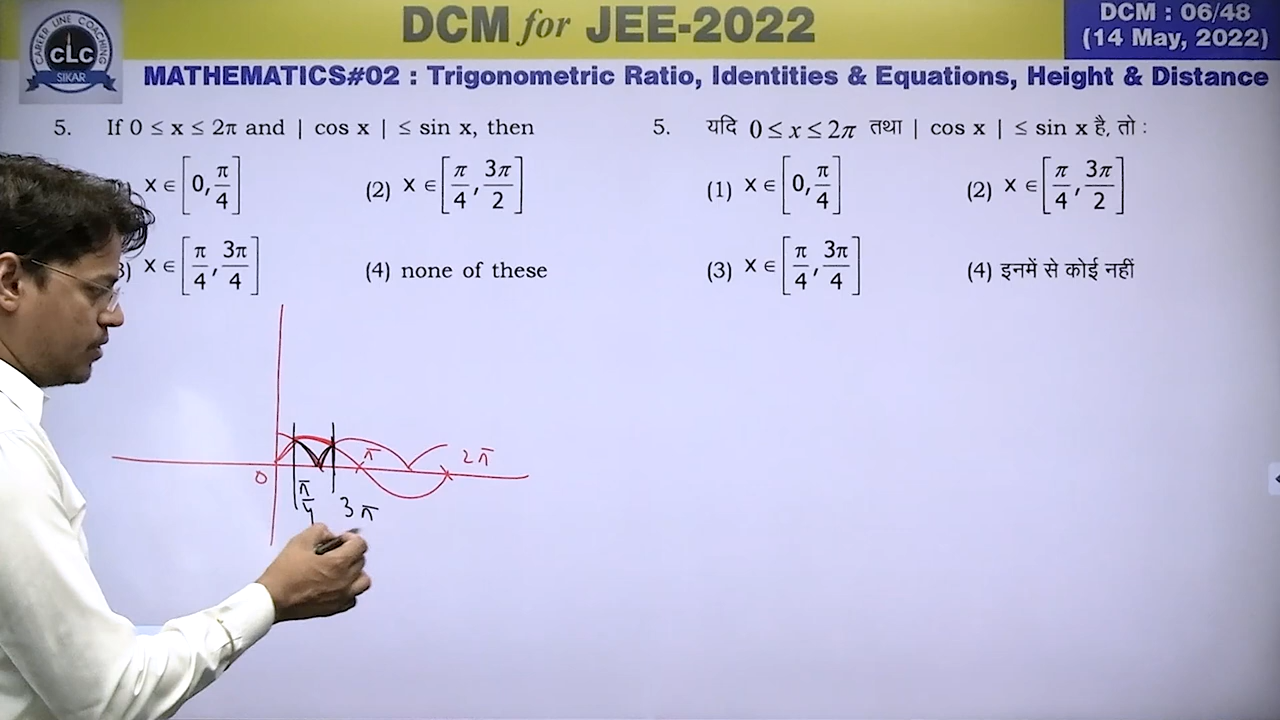 CAREER LINE COACHING
CLC
SIKAR
DCM for JEE-2022
DCM : 06/48
(14 May, 2022)
MATHEMATICS#02 : Trigonometric Ratio, Identities & Equations, Height & Distance
5. If 0 ≤ x ≤ 2π and | cos x | ≤ sin x, then
x ∈ [0, π/4]
(2) x ∈ [π/4, 3π/2]
3) x ∈ [π/4, 3π/4]
(4) none of these
5. यदि 0 ≤ x ≤ 2π तथा | cos x | ≤ sin x है, तो :
(1) x ∈ [0, π/4]
(2) x ∈ [π/4, 3π/2]
(3) x ∈ [π/4, 3π/4]
(4) इनमें से कोई नहीं
0
π
2π
π/4
3π